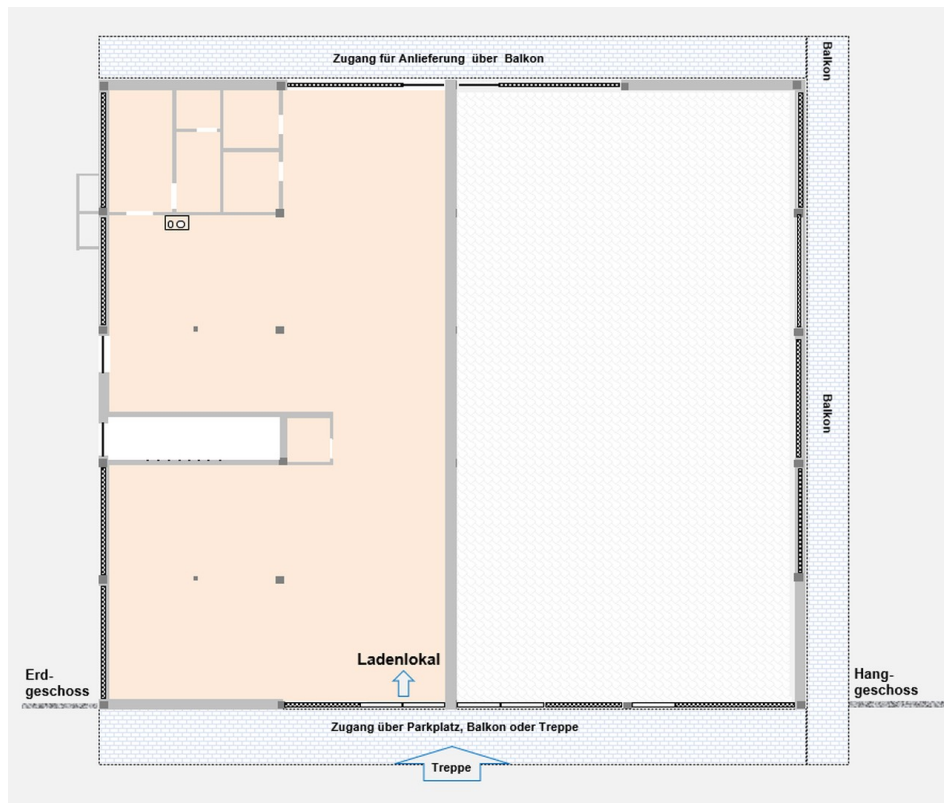 Zugang für Anlieferung über Balkon
Balkon
Balkon
Ladenlokal
Erd-
geschoss
Hang-
geschoss
Zugang über Parkplatz, Balkon oder Treppe
Treppe